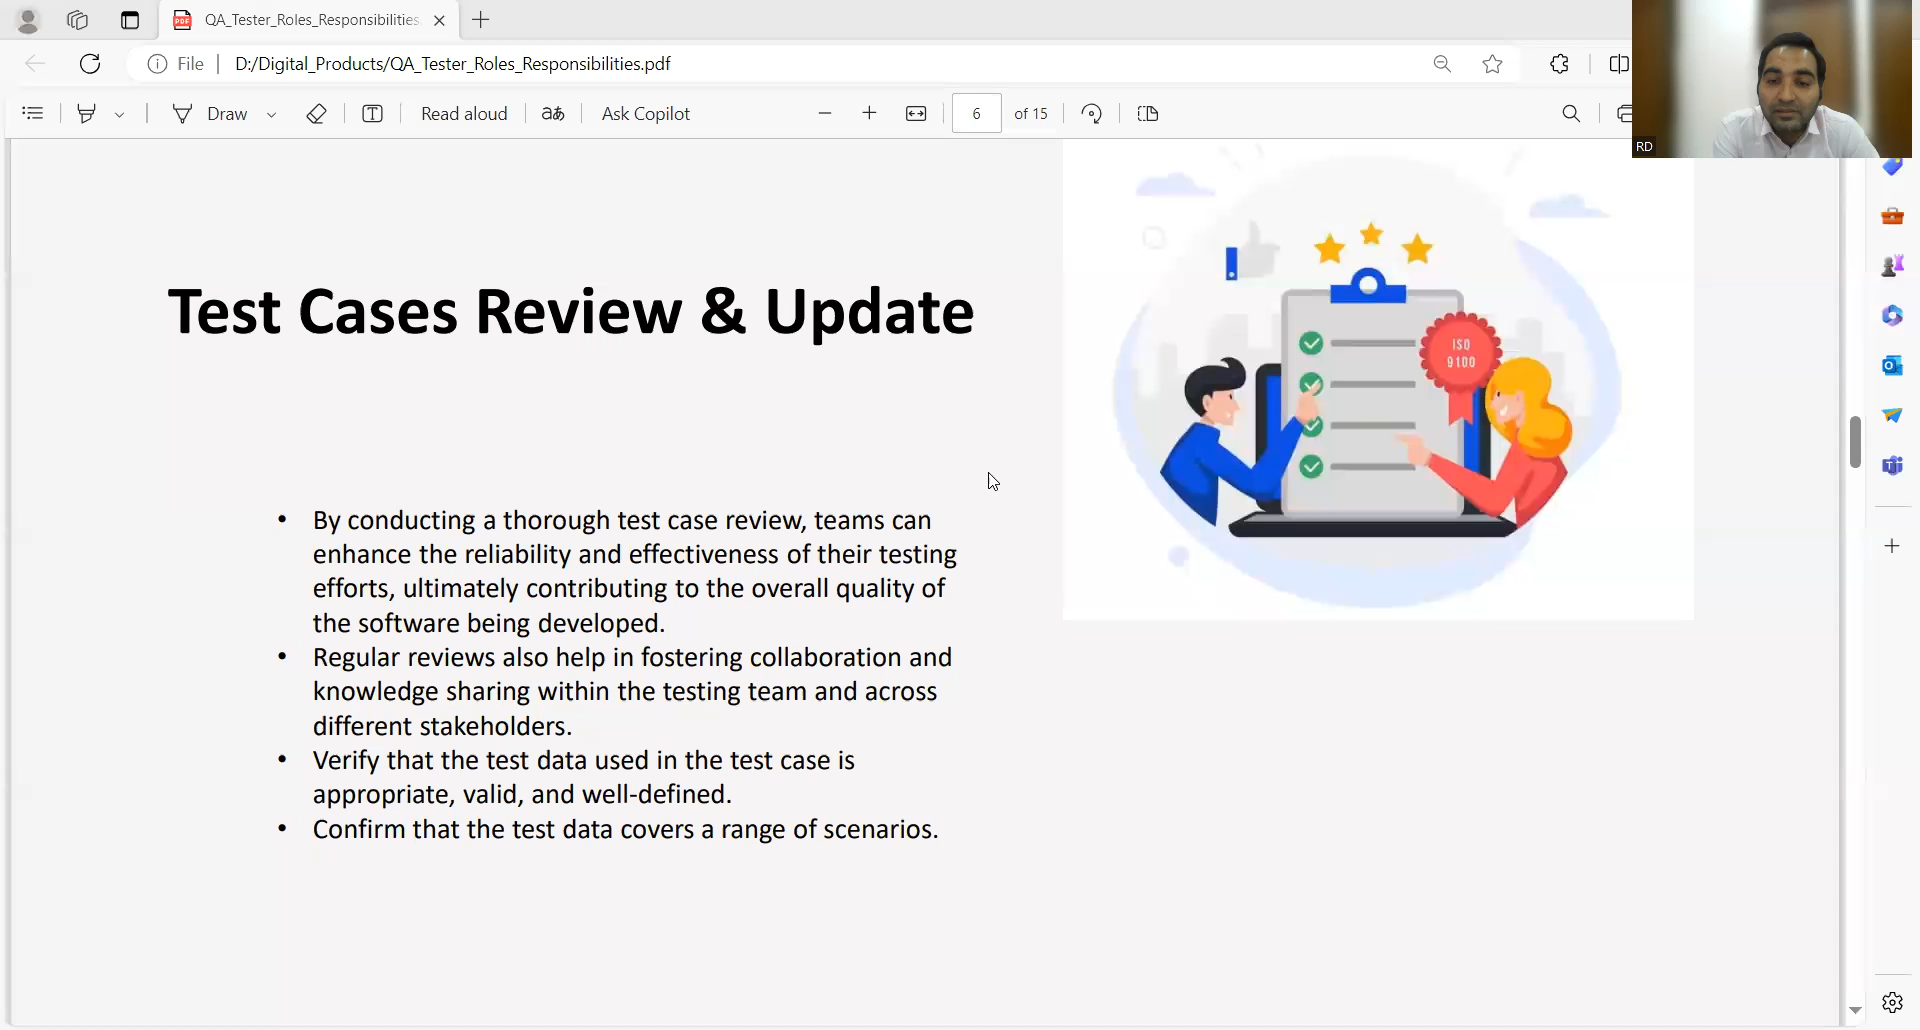 QA_Tester_Roles_Responsibilities.
File
D:/Digital_Products/QA_Tester_Roles_Responsibilities.pdf
Draw
Read aloud
aあ
Ask Copilot
6
of 15
RD
Test Cases Review & Update
ISO
9100
• By conducting a thorough test case review, teams can
enhance the reliability and effectiveness of their testing
efforts, ultimately contributing to the overall quality of
the software being developed.
• Regular reviews also help in fostering collaboration and
knowledge sharing within the testing team and across
different stakeholders.
• Verify that the test data used in the test case is
appropriate, valid, and well-defined.
• Confirm that the test data covers a range of scenarios.